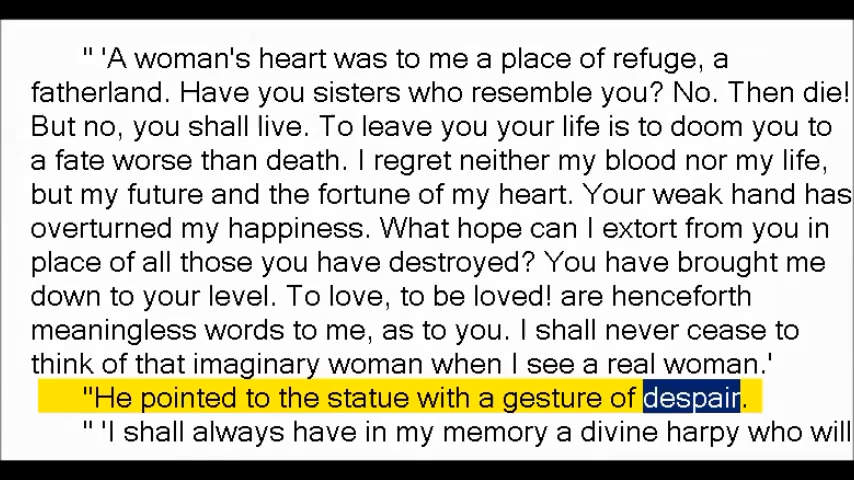 " 'A woman's heart was to me a place of refuge, a
fatherland. Have you sisters who resemble you? No. Then die!
But no, you shall live. To leave you your life is to doom you to
a fate worse than death. I regret neither my blood nor my life,
but my future and the fortune of my heart. Your weak hand has
overturned my happiness. What hope can I extort from you in
place of all those you have destroyed? You have brought me
down to your level. To love, to be loved! are henceforth
meaningless words to me, as to you. I shall never cease to
think of that imaginary woman when I see a real woman.'
"He pointed to the statue with a gesture of despair.
" 'I shall always have in my memory a divine harpy who will